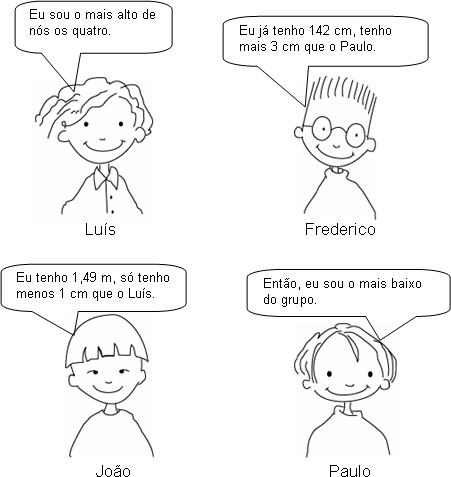 Eu sou o mais alto de
nós os quatro.
Eu já tenho 142 cm, tenho
mais 3 cm que o Paulo.
Luís
Frederico
Eu tenho 1,49 m, só tenho
menos 1 cm que o Luís.
Então, eu sou o mais baixo
do grupo.
João
Paulo